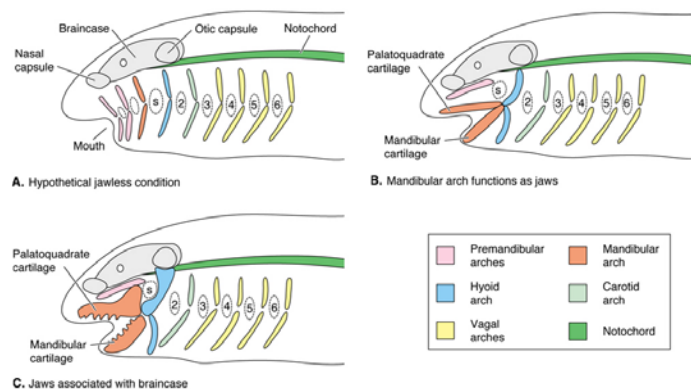 Braincase
Otic capsule
Notochord
Nasal
capsule
S
2
3
4
5
6
Mouth
A. Hypothetical jawless condition
Palatoquadrate
cartilage
S
2
3
4
5
6
Mandibular
cartilage
B. Mandibular arch functions as jaws
Palatoquadrate
cartilage
S
2
3
4
5
6
Mandibular
cartilage
C. Jaws associated with braincase
Premandibular
arches
Mandibular
arch
Hyoid
arch
Carotid
arch
Vagal
arches
Notochord